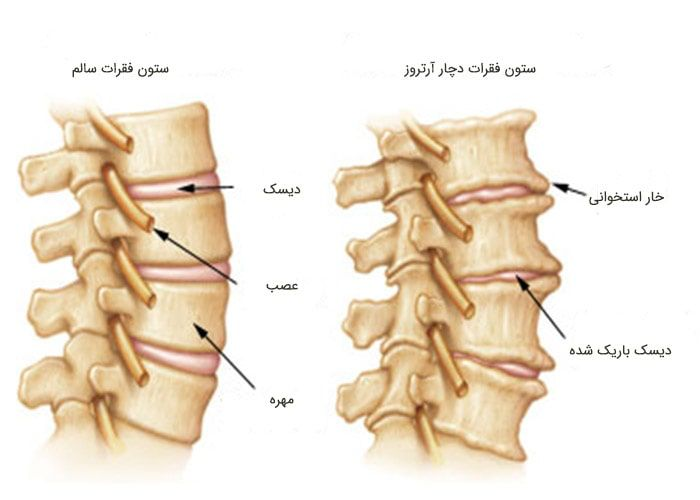 ستون فقرات دچار آرتروز
ستون فقرات سالم
خار استخوانی
دیسک باریک شده
دیسک
عصب
مهره